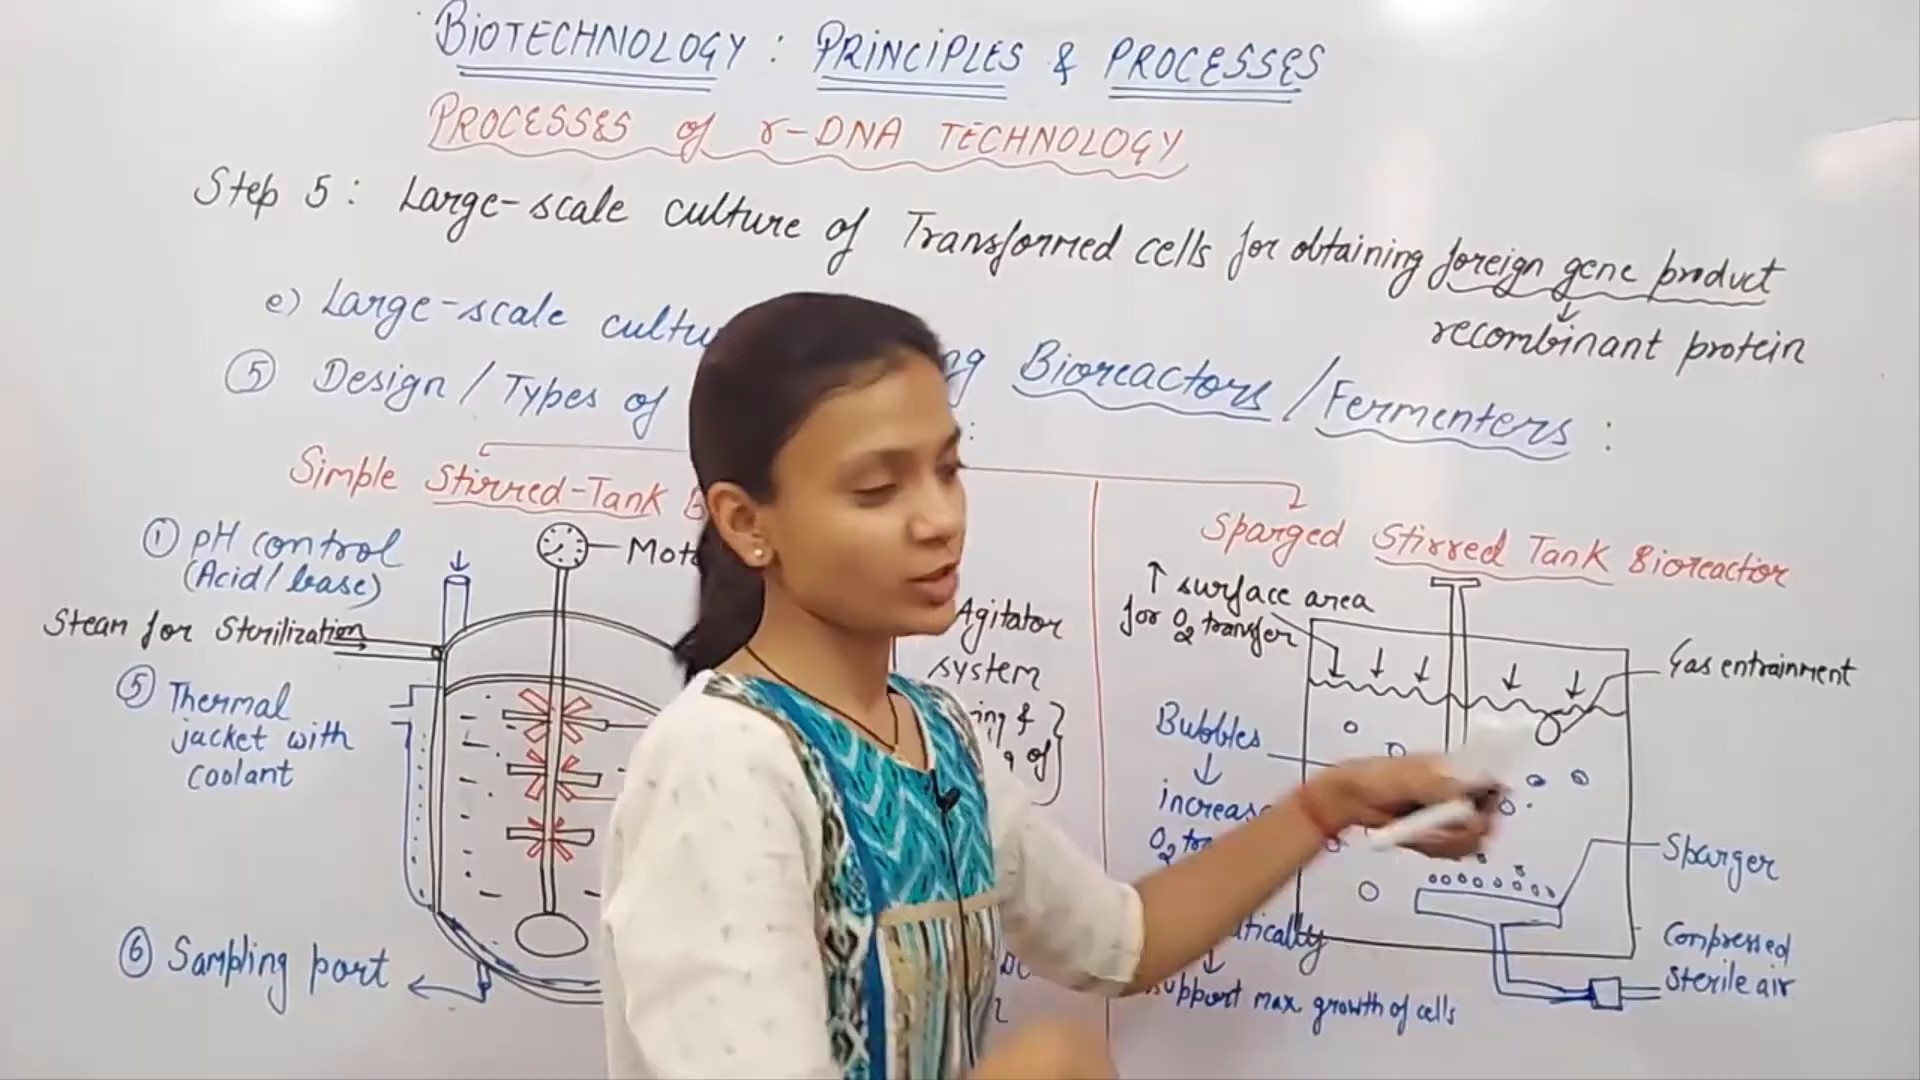 BIOTECHNOLOGY : PRINCIPLES & PROCESSES
PROCESSES of r-DNA TECHNOLOGY
Step 5 : Large-scale culture of Transformed cells for obtaining foreign gene product
recombinant protein
e) Large-scale
Bioreactors / Fermenters :
⑤ Design / Types of
Simple Stirred-Tank
① pH control
(Acid/base)
Steam for Sterilization
⑤ Thermal
jacket with
coolant
⑥ Sampling port
Agitator
system
Sparged Stirred Tank Bioreactor
↑ surface area
for O2 transfer
Gas entrainment
Bubbles
Sparger
Compressed
Sterile air
support max. growth of cells